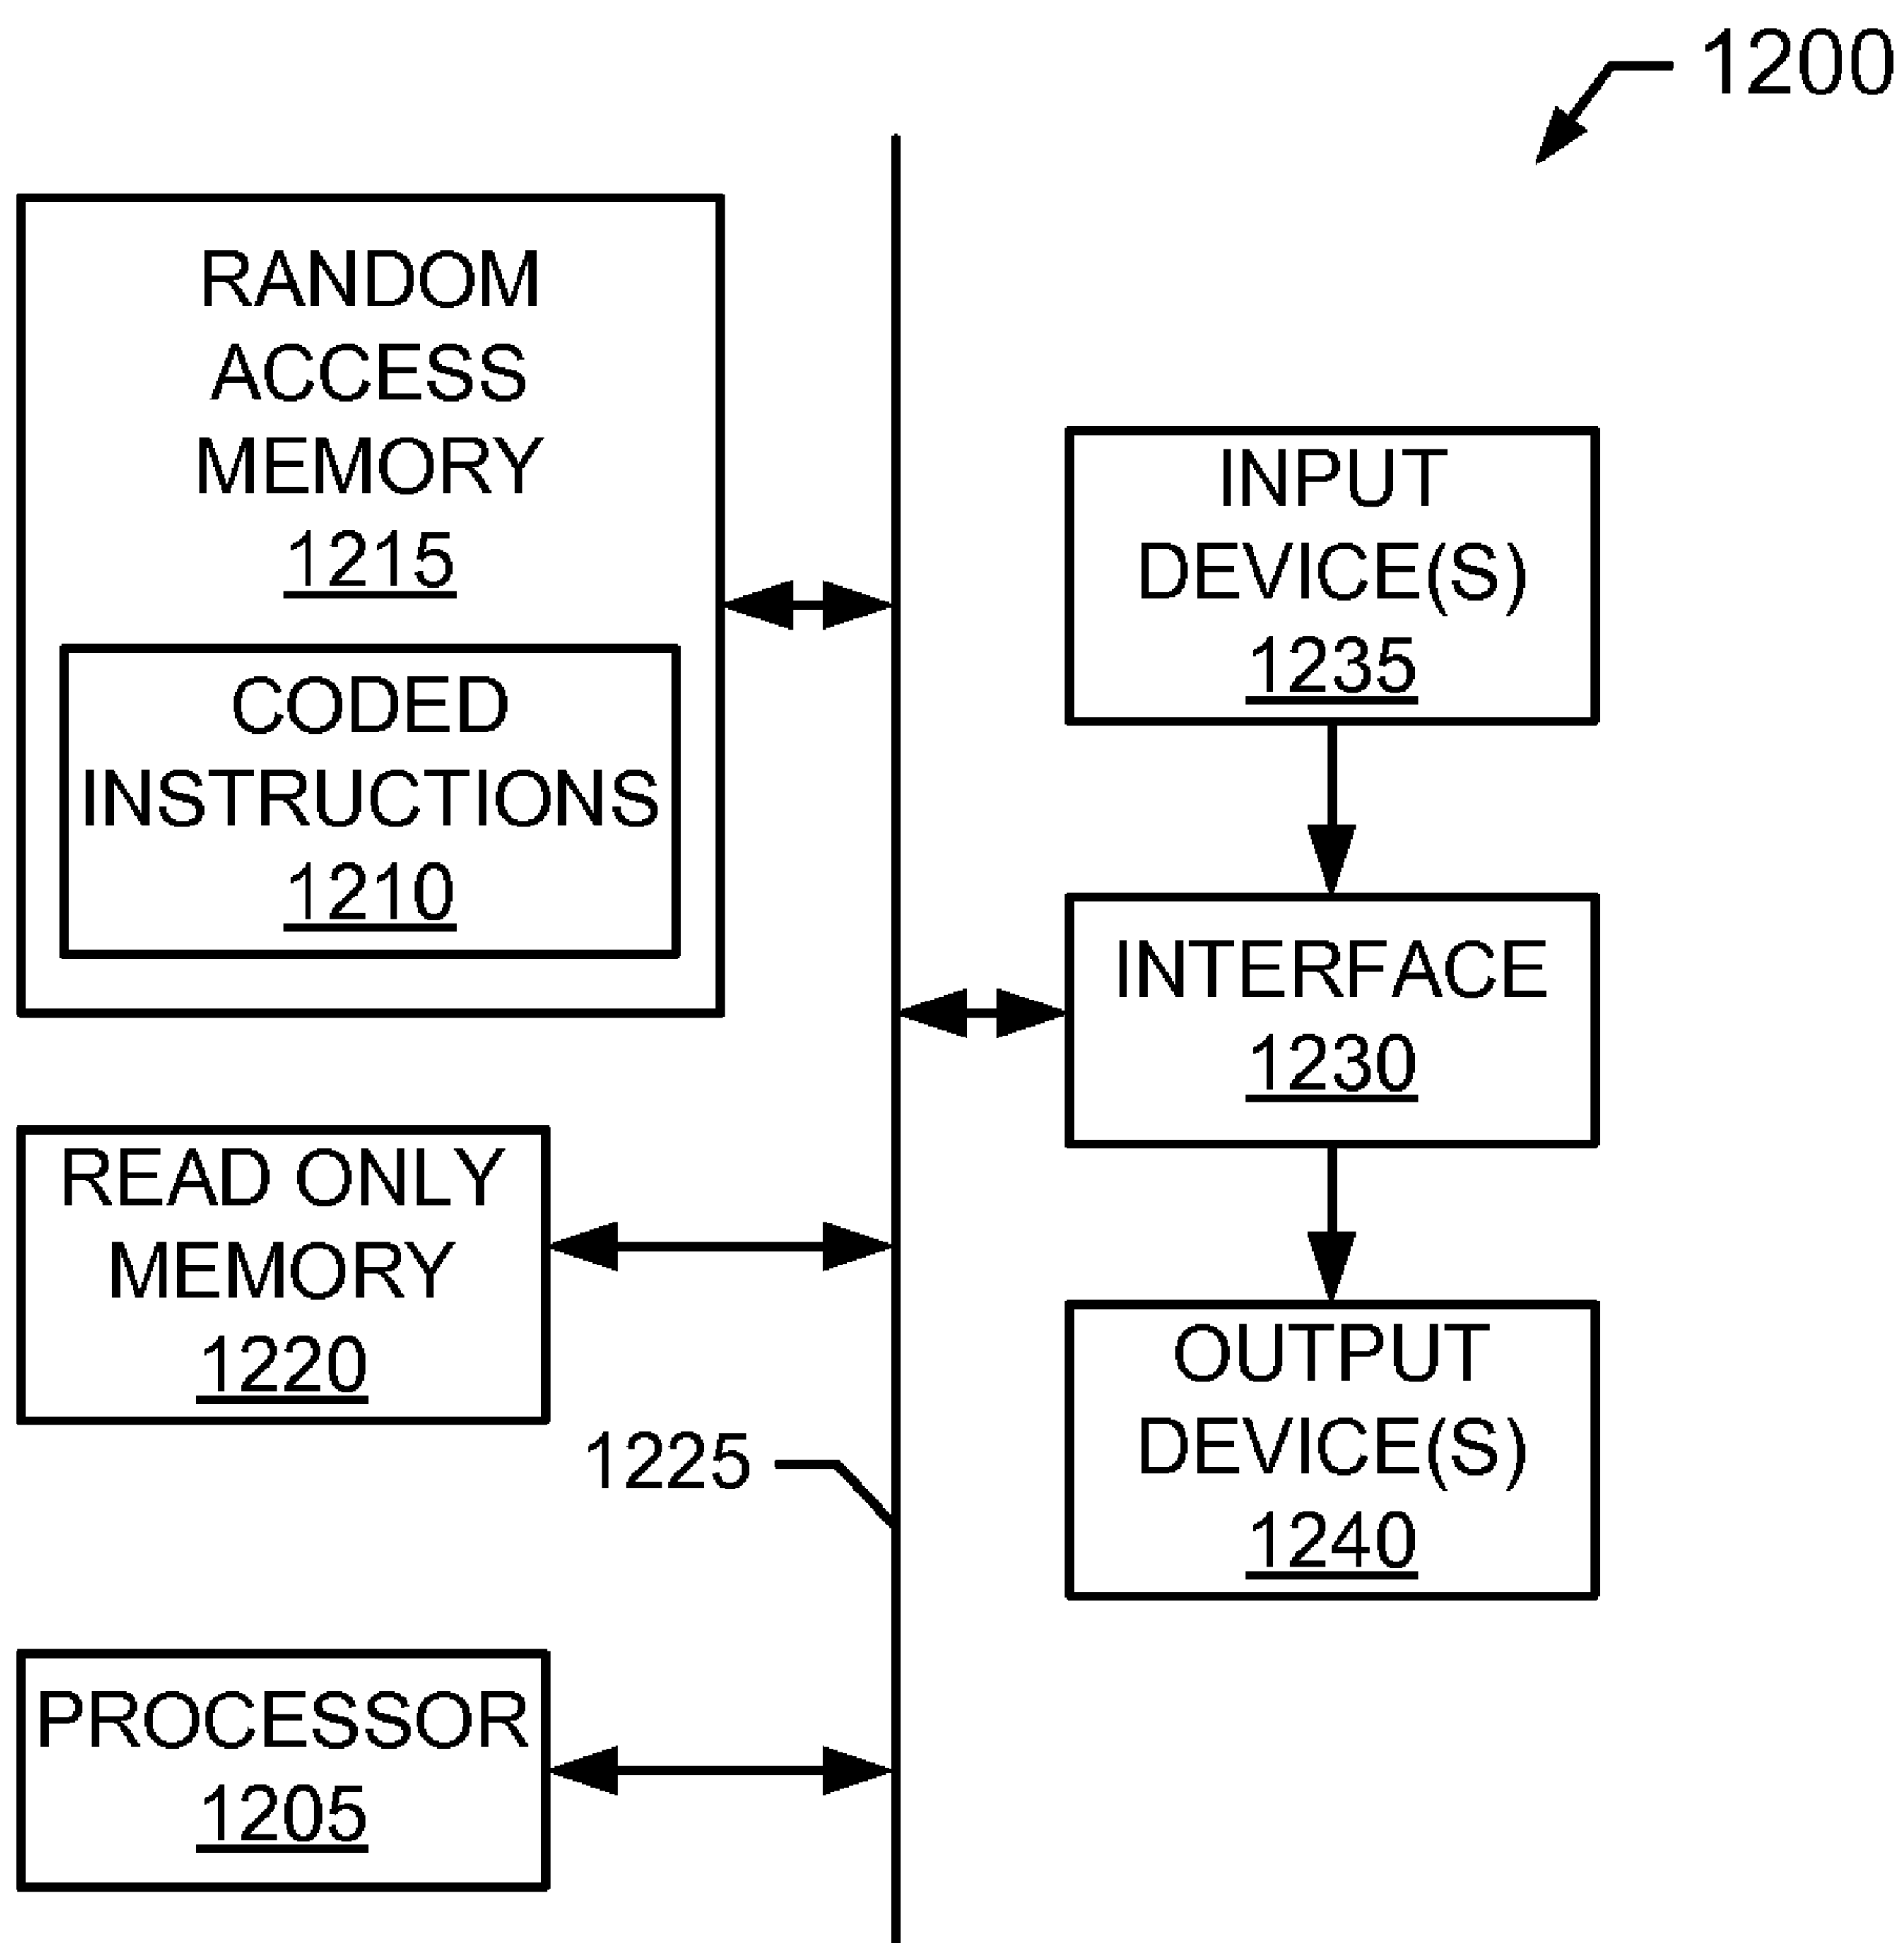 1200
RANDOM
ACCESS
MEMORY
1215
CODED
INSTRUCTIONS
1210
INPUT
DEVICE(S)
1235
INTERFACE
1230
READ ONLY
MEMORY
1220
1225
OUTPUT
DEVICE(S)
1240
PROCESSOR
1205